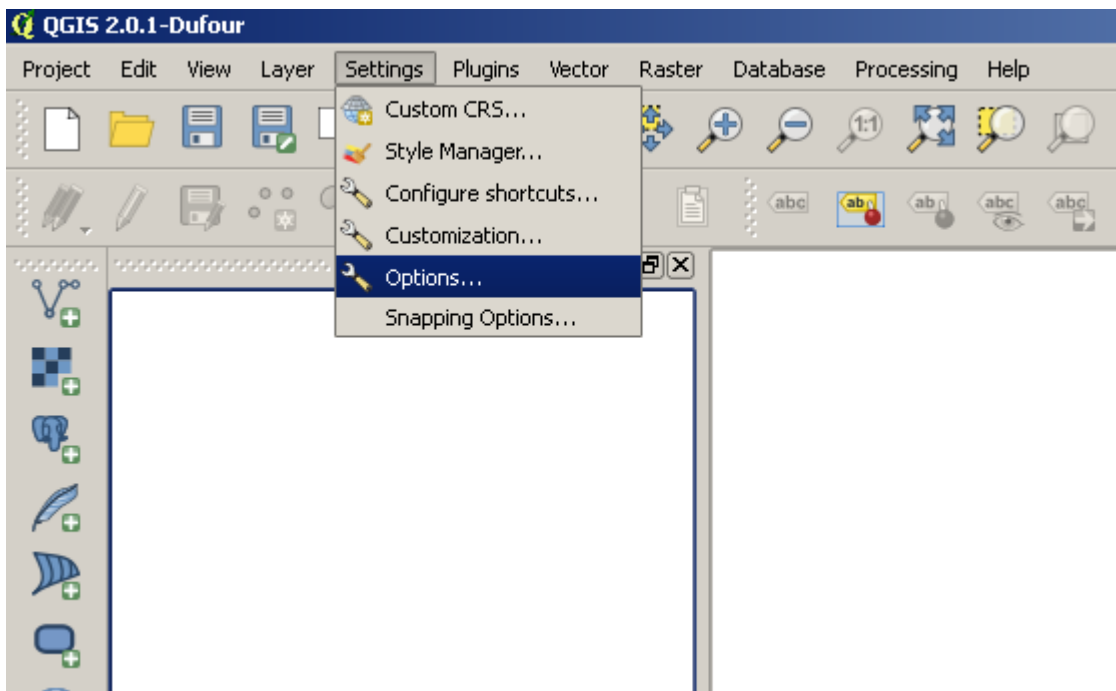 QGIS 2.0.1-Dufour
Project Edit View Layer Settings Plugins Vector Raster Database Processing Help
Custom CRS...
Style Manager...
Configure shortcuts...
Customization...
Options...
Snapping Options...
1:1
abc ab ab abc abc